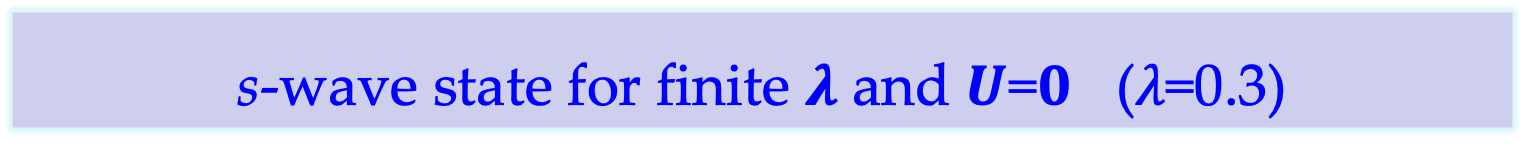 s-wave state for finite λ and U=0 (λ=0.3)